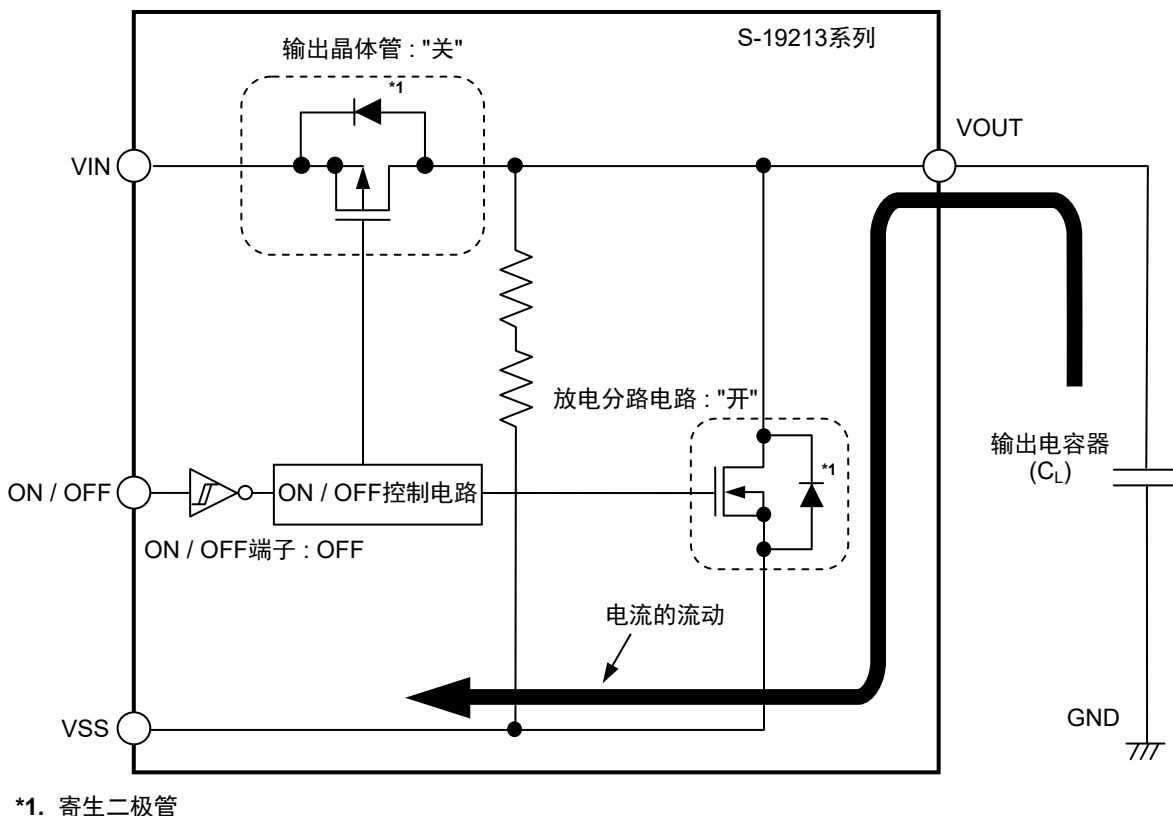 S-19213系列
输出晶体管 : "关"
*1
VOUT
VIN
放电分路电路 : "开"
*1
输出电容器
(CL)
ON / OFF
ON / OFF控制电路
ON / OFF端子 : OFF
电流的流动
VSS
GND
*1. 寄生二极管